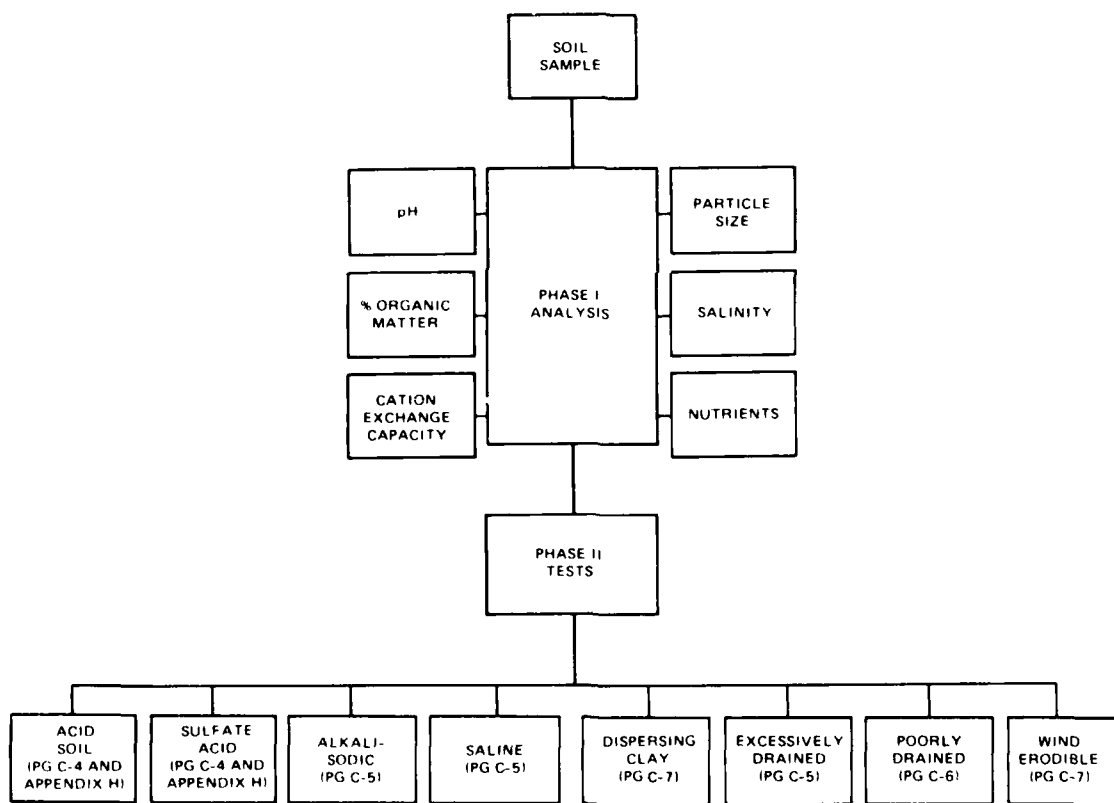 SOIL
SAMPLE
pH
PARTICLE
SIZE
% ORGANIC
MATTER
PHASE I
ANALYSIS
SALINITY
CATION
EXCHANGE
CAPACITY
NUTRIENTS
PHASE II
TESTS
ACID
SOIL
(PG C-4 AND
APPENDIX H)
SULFATE
ACID
(PG C-4 AND
APPENDIX H)
ALKALI-
SODIC
(PG C-5)
SALINE
(PG C-5)
DISPERSING
CLAY
(PG C-7)
EXCESSIVELY
DRAINED
(PG C-5)
POORLY
DRAINED
(PG C-6)
WIND
ERODIBLE
(PG C-7)